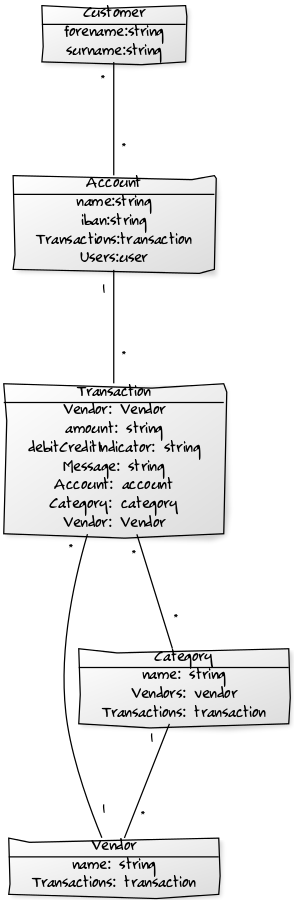 Customer
forename:string
surname:string
*
*
Account
name:string
iban:string
Transactions:transaction
Users:user
1
*
Transaction
Vendor: Vendor
amount: string
debitCreditIndicator: string
Message: string
Account: account
Category: category
Vendor: Vendor
* *
*
Category
name: string
Vendors: vendor
Transactions: transaction
1
1 *
Vendor
name: string
Transactions: transaction